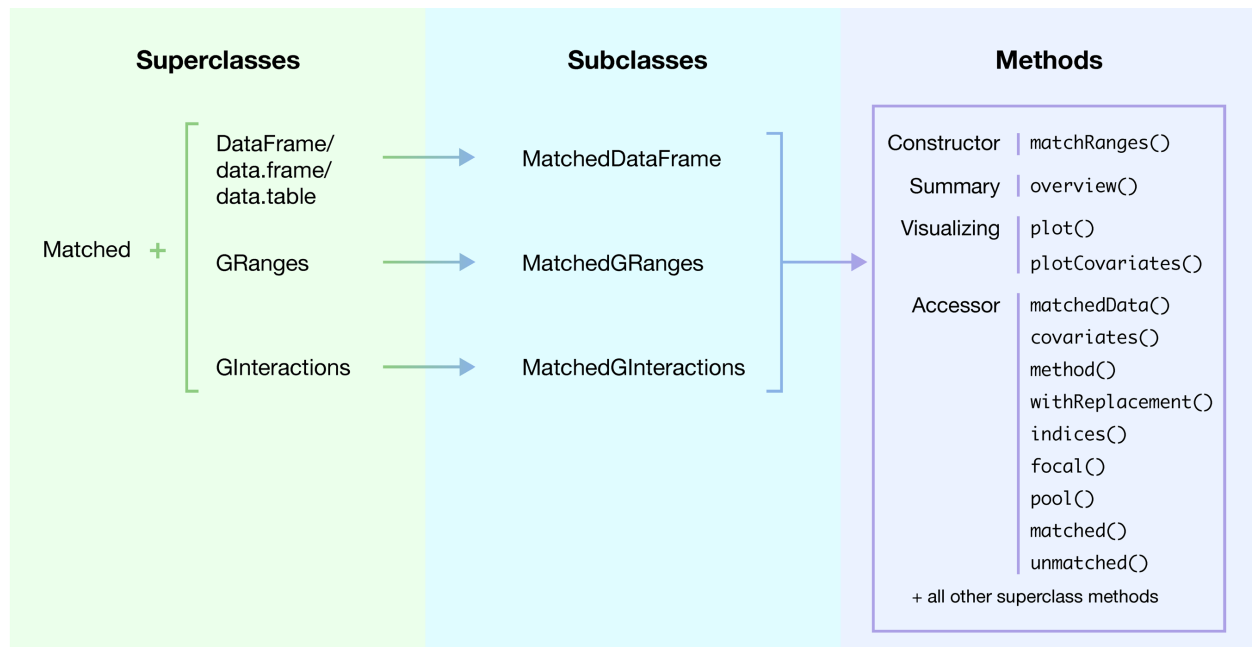 Superclasses
Subclasses
Methods
Matched
+
DataFrame/
data.frame/
data.table
GRanges
GInteractions
MatchedDataFrame
MatchedGRanges
MatchedGInteractions
Constructor
matchRanges()
Summary
overview()
Visualizing
plot()
plotCovariates()
Accessor
matchedData()
covariates()
method()
withReplacement()
indices()
focal()
pool()
matched()
unmatched()
+ all other superclass methods